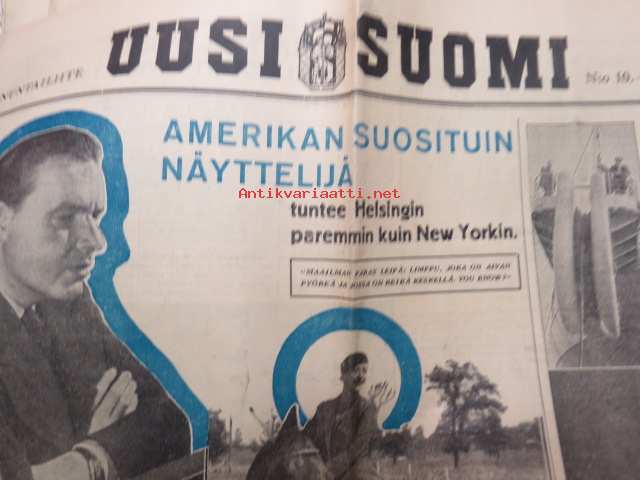 UUSI SUOMI
N:o 10.
AMERIKAN SUOSITUIN
NÄYTTELIJÄ
Antikvariaatti.net
tuntee Helsingin
paremmin kuin New Yorkin.
»MAAILMAN PARAS LEIPÄ: LIMPPU, JOKA ON AIVAN
PYÖREÄ JA JOSSA ON REIKÄ KESKELLÄ. YOU KNOW?»